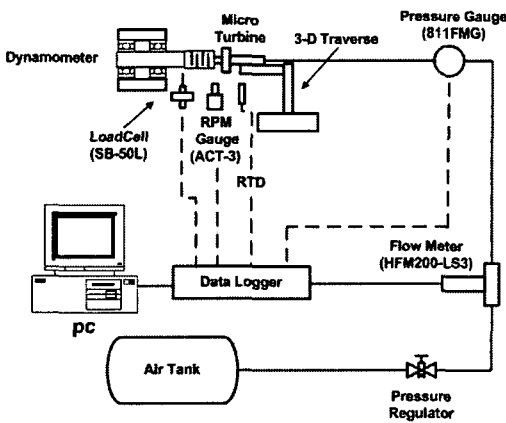 Micro
Turbine
Pressure Gauge
(811FMG)
Dynamometer
3-D Traverse
LoadCell
(SB-50L)
RPM
Gauge
(ACT-3)
RTD
Flow Meter
(HFM200-LS3)
Data Logger
pc
Air Tank
Pressure
Regulator